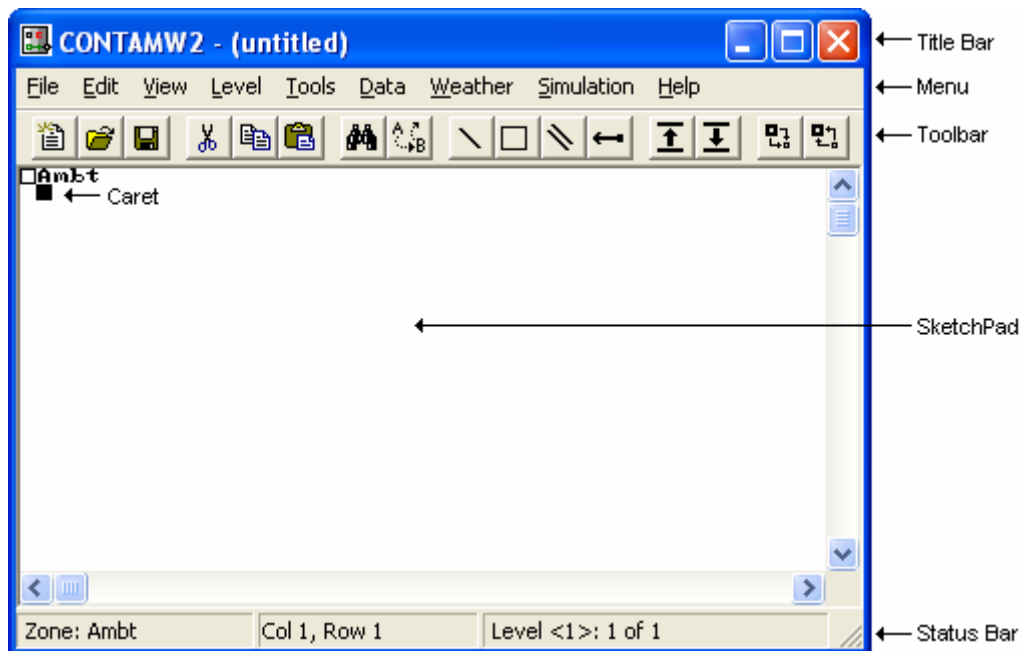 CONTAMW2 - (untitled)
Title Bar
File Edit View Level Tools Data Weather Simulation Help
Menu
A B
Toolbar
Ambt
Caret
SketchPad
Zone: Ambt Col 1, Row 1 Level <1>: 1 of 1
Status Bar